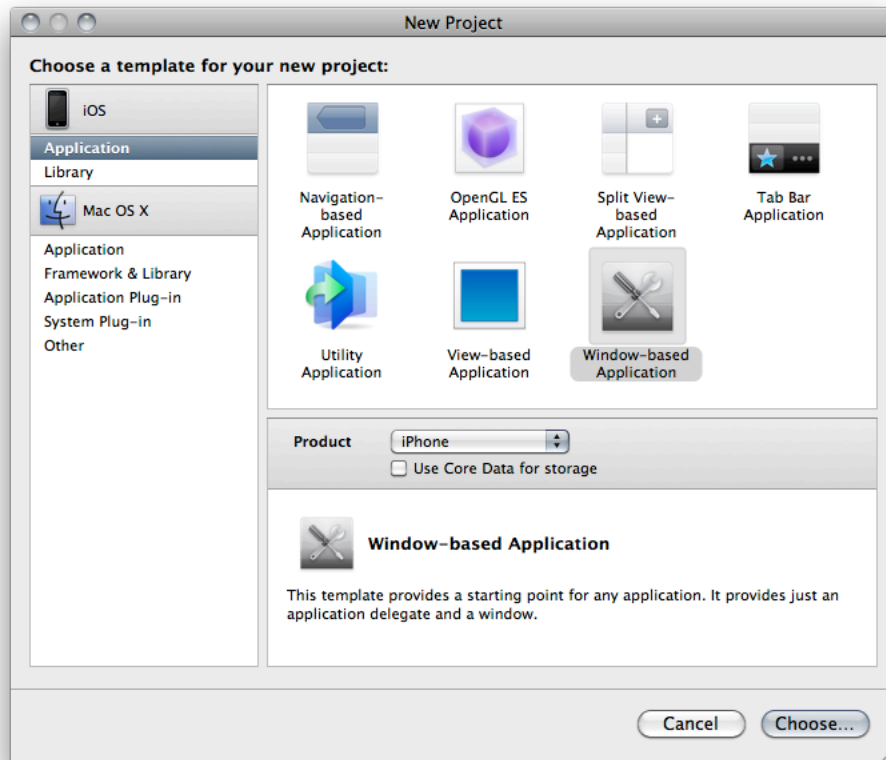 New Project
Choose a template for your new project:
iOS
Application
Library
Mac OS X
Application
Framework & Library
Application Plug-in
System Plug-in
Other
Navigation-
based
Application
OpenGL ES
Application
Split View-
based
Application
Tab Bar
Application
Utility
Application
View-based
Application
Window-based
Application
Product
iPhone
Use Core Data for storage
Window-based Application
This template provides a starting point for any application. It provides just an
application delegate and a window.
Cancel
Choose...